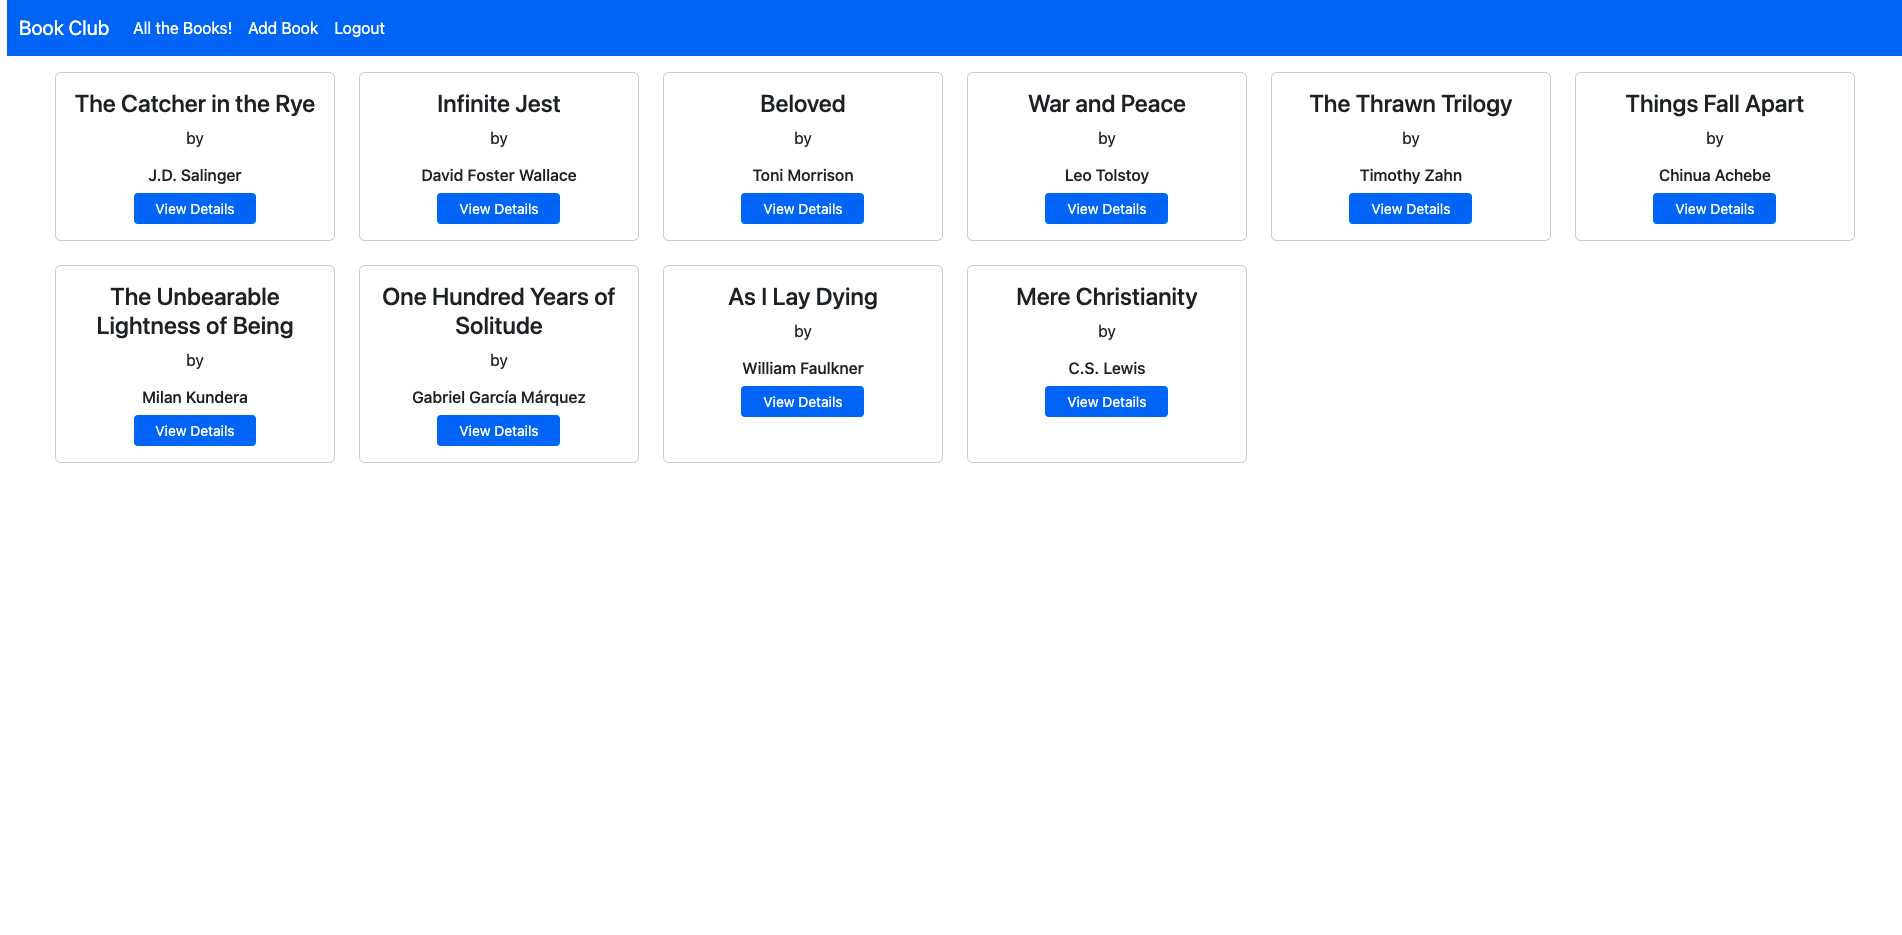 Book Club All the Books! Add Book Logout
The Catcher in the Rye
by
J.D. Salinger
View Details
Infinite Jest
by
David Foster Wallace
View Details
Beloved
by
Toni Morrison
View Details
War and Peace
by
Leo Tolstoy
View Details
The Thrawn Trilogy
by
Timothy Zahn
View Details
Things Fall Apart
by
Chinua Achebe
View Details
The Unbearable
Lightness of Being
by
Milan Kundera
View Details
One Hundred Years of
Solitude
by
Gabriel García Márquez
View Details
As I Lay Dying
by
William Faulkner
View Details
Mere Christianity
by
C.S. Lewis
View Details